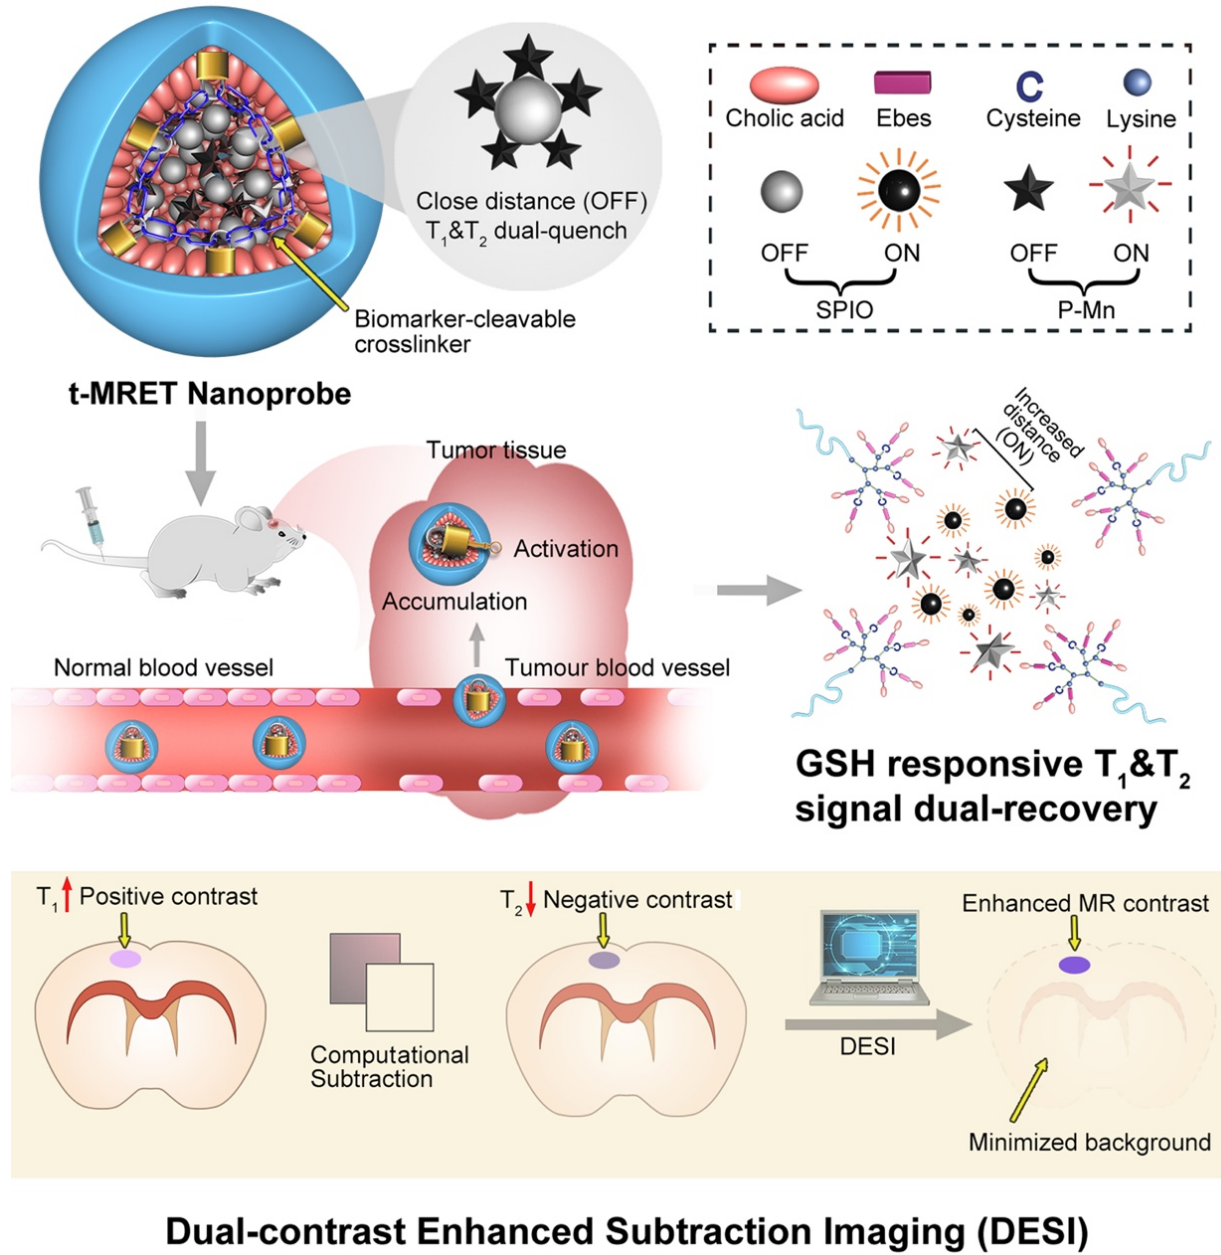 Close distance (OFF)
T₁&T₂ dual-quench
Biomarker-cleavable
crosslinker
t-MRET Nanoprobe
Cholic acid
Ebes
Cysteine
Lysine
OFF
ON
OFF
ON
SPIO
P-Mn
Tumor tissue
Activation
Accumulation
Normal blood vessel
Tumour blood vessel
Increased
distance
(ON)
GSH responsive T₁&T₂
signal dual-recovery
T₁ Positive contrast
Computational
Subtraction
T₂ Negative contrast
DESI
Enhanced MR contrast
Minimized background
Dual-contrast Enhanced Subtraction Imaging (DESI)